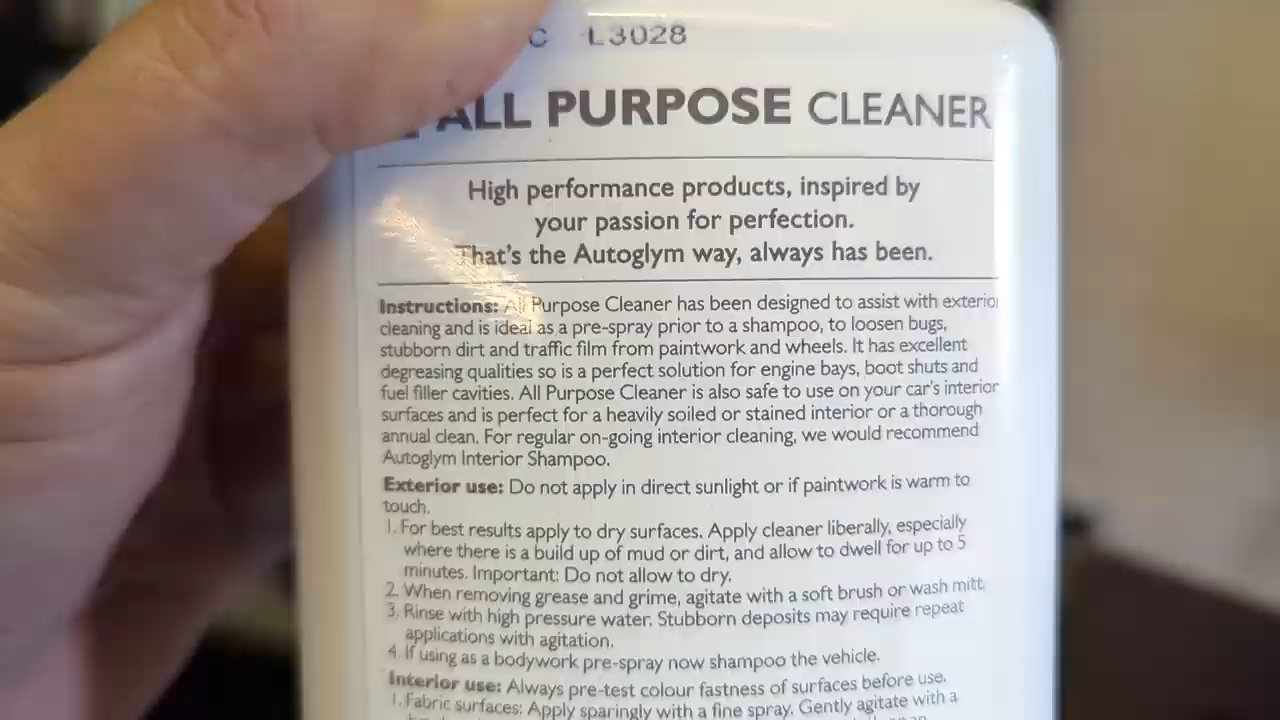 C L3028
ALL PURPOSE CLEANER
High performance products, inspired by
your passion for perfection.
That's the Autoglym way, always has been.
Instructions: All Purpose Cleaner has been designed to assist with exterior
cleaning and is ideal as a pre-spray prior to a shampoo, to loosen bugs,
stubborn dirt and traffic film from paintwork and wheels. It has excellent
degreasing qualities so is a perfect solution for engine bays, boot shuts and
fuel filler cavities. All Purpose Cleaner is also safe to use on your car's interior
surfaces and is perfect for a heavily soiled or stained interior or a thorough
annual clean. For regular on-going interior cleaning, we would recommend
Autoglym Interior Shampoo.
Exterior use: Do not apply in direct sunlight or if paintwork is warm to
touch.
1. For best results apply to dry surfaces. Apply cleaner liberally, especially
where there is a build up of mud or dirt, and allow to dwell for up to 5
minutes. Important: Do not allow to dry.
2. When removing grease and grime, agitate with a soft brush or wash mitt.
3. Rinse with high pressure water. Stubborn deposits may require repeat
applications with agitation.
4. If using as a bodywork pre-spray now shampoo the vehicle.
Interior use: Always pre-test colour fastness of surfaces before use.
1. Fabric surfaces: Apply sparingly with a fine spray. Gently agitate with a